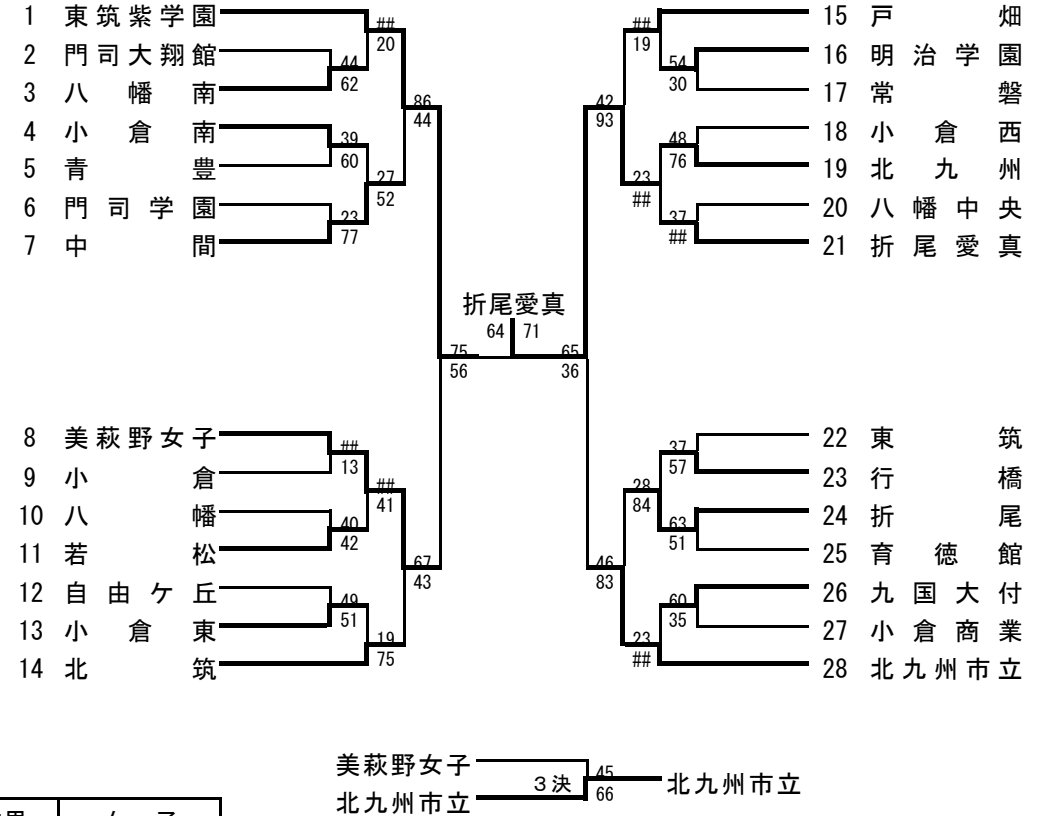 1 東筑紫学園
2 門司大翔館
3 八幡南
4 小倉南
5 青豊
6 門司学園
7 中間
##
20
44
62
39
60
23
77
86
44
27
52
8 美萩野女子
9 小倉
10 八幡
11 若松
12 自由ケ丘
13 小倉東
14 北筑
##
13
40
42
49
51
##
41
19
75
67
43
75
56
折尾愛真
64 71
65
36
15 戸畑
16 明治学園
17 常磐
18 小倉西
19 北九州
20 八幡中央
21 折尾愛真
##
19
54
30
48
76
37
##
42
93
23
##
22 東筑
23 行橋
24 折尾
25 育徳館
26 九国大付
27 小倉商業
28 北九州市立
37
57
63
51
60
35
28
84
23
##
46
83
美萩野女子
北九州市立
3決
45
66
北九州市立